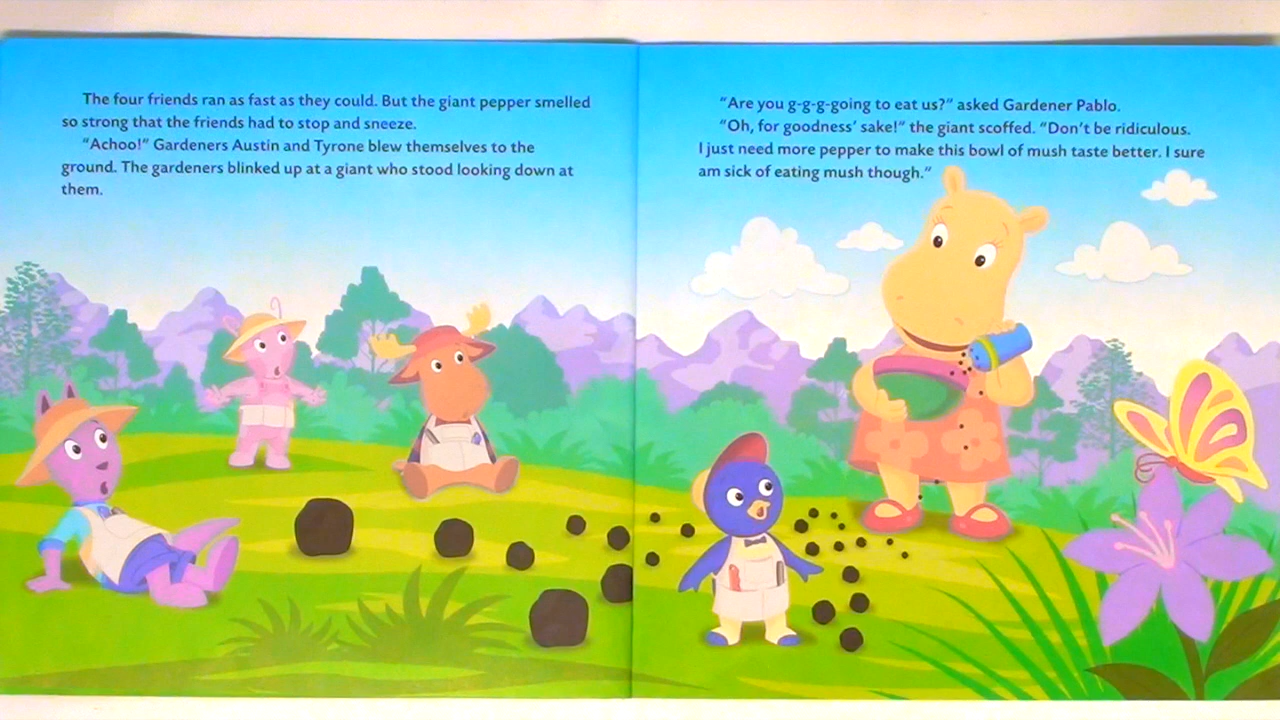 The four friends ran as fast as they could. But the giant pepper smelled
so strong that the friends had to stop and sneeze.
“Achoo!” Gardeners Austin and Tyrone blew themselves to the
ground. The gardeners blinked up at a giant who stood looking down at
them.
“Are you g-g-g-going to eat us?” asked Gardener Pablo.
“Oh, for goodness’ sake!” the giant scoffed. “Don’t be ridiculous.
I just need more pepper to make this bowl of mush taste better. I sure
am sick of eating mush though.”